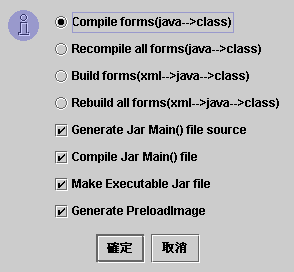 Compile forms(java-->class)
Recompile all forms(java-->class)
Build forms(xml-->java-->class)
Rebuild all forms(xml-->java-->class)
Generate Jar Main() file source
Compile Jar Main() file
Make Executable Jar file
Generate PreloadImage
確定 取消